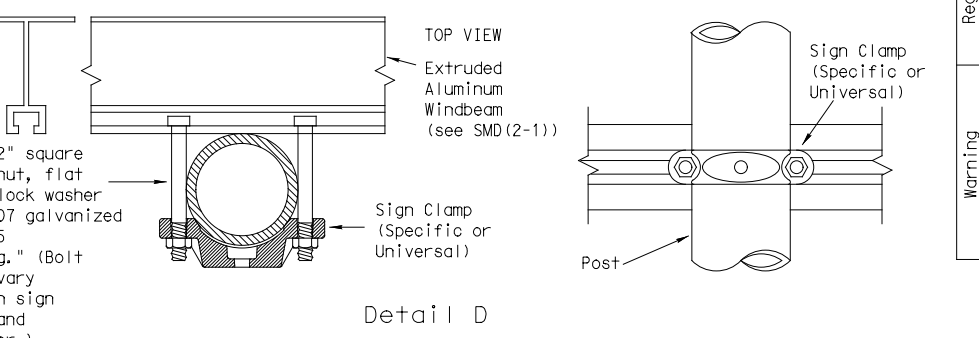 TOP VIEW
Extruded
Aluminum
Windbeam
(see SMD(2-1))
2" square
nut, flat
lock washer
07 galvanized
5
g." (Bolt
vary
n sign
and
Sign Clamp
(Specific or
Universal)
Detail D
Sign Clamp
(Specific or
Universal)
Post
Reg
Warning